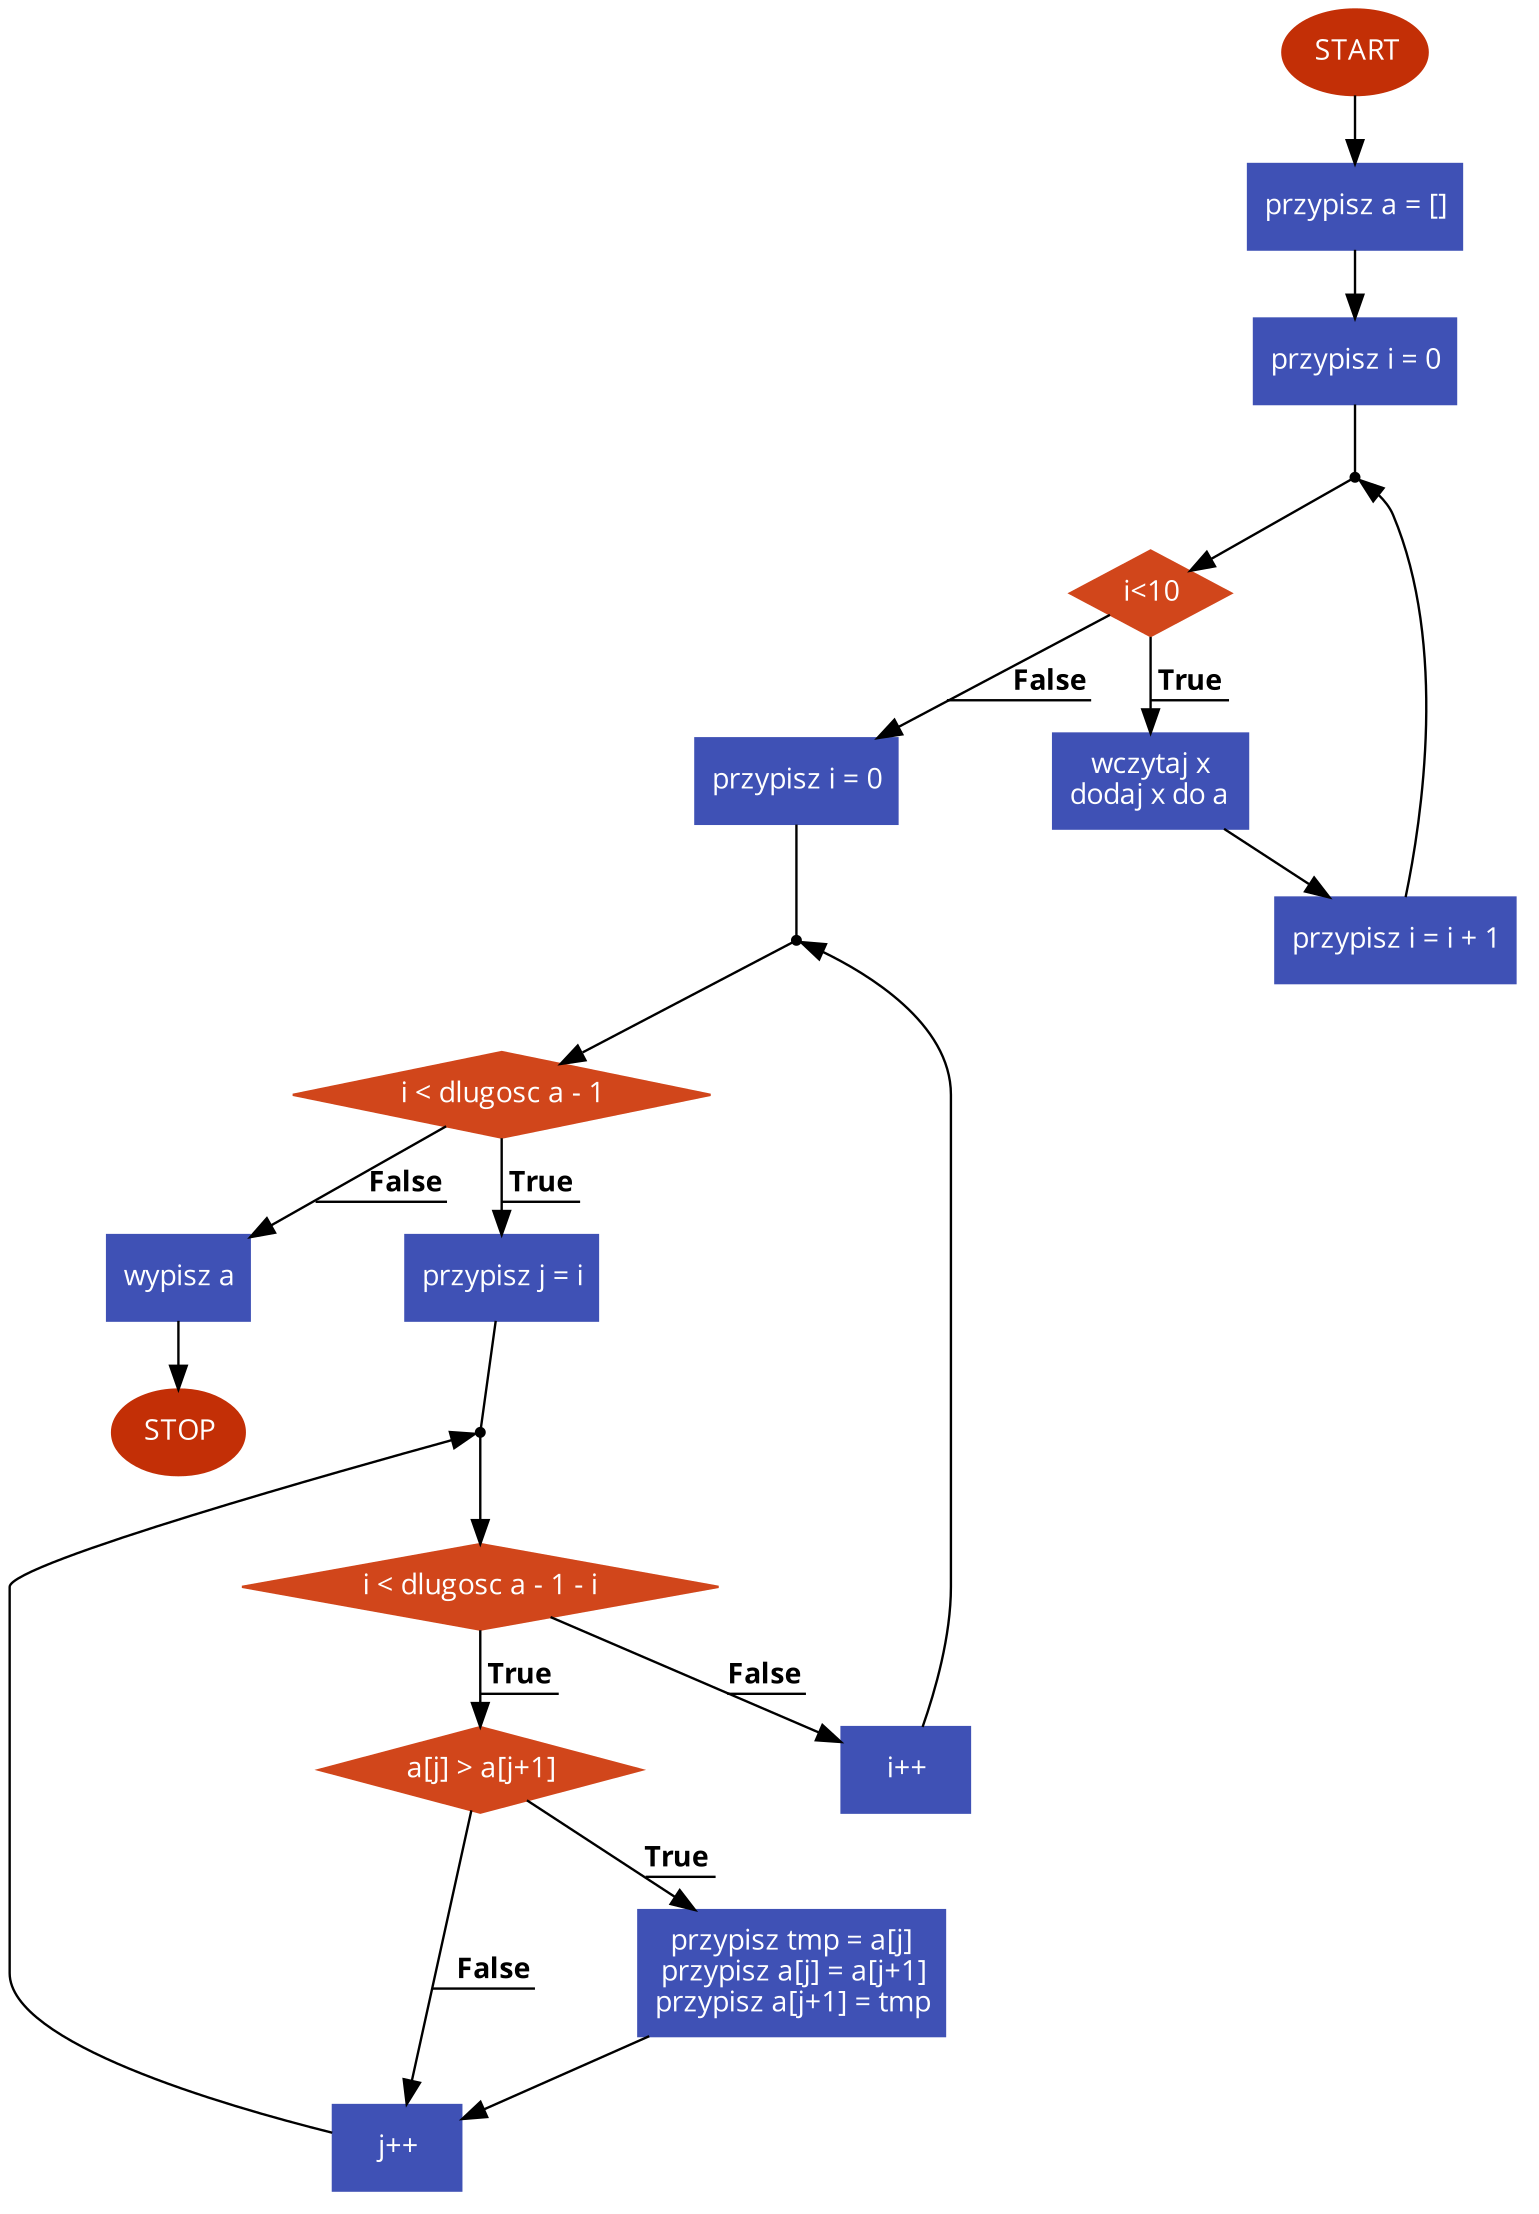 START
przypisz a = []
przypisz i = 0
i<10
False
True
przypisz i = 0
wczytaj x
dodaj x do a
przypisz i = i + 1
i < dlugosc a - 1
False
True
wypisz a
przypisz j = i
STOP
i < dlugosc a - 1 - i
True
False
a[j] > a[j+1]
i++
True
przypisz tmp = a[j]
przypisz a[j] = a[j+1]
przypisz a[j+1] = tmp
False
j++